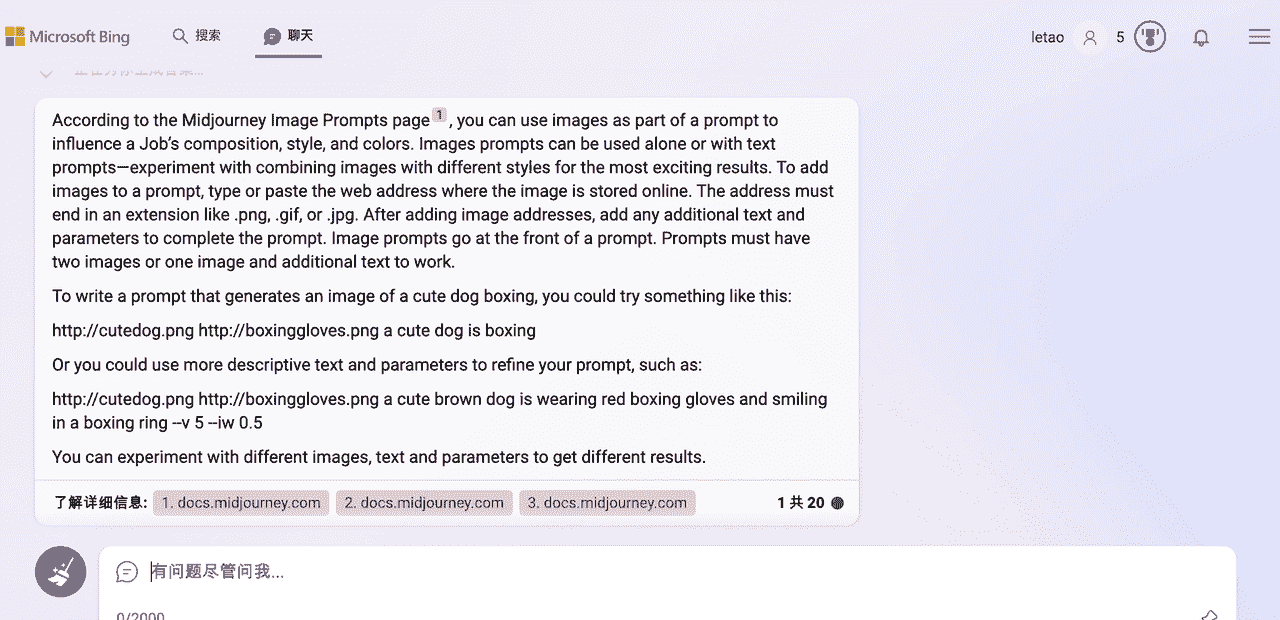 Microsoft Bing
搜索
聊天
letao
5
According to the Midjourney Image Prompts page 1, you can use images as part of a prompt to
influence a Job’s composition, style, and colors. Images prompts can be used alone or with text
prompts—experiment with combining images with different styles for the most exciting results. To add
images to a prompt, type or paste the web address where the image is stored online. The address must
end in an extension like .png, .gif, or .jpg. After adding image addresses, add any additional text and
parameters to complete the prompt. Image prompts go at the front of a prompt. Prompts must have
two images or one image and additional text to work.
To write a prompt that generates an image of a cute dog boxing, you could try something like this:
http://cutedog.png http://boxinggloves.png a cute dog is boxing
Or you could use more descriptive text and parameters to refine your prompt, such as:
http://cutedog.png http://boxinggloves.png a cute brown dog is wearing red boxing gloves and smiling
in a boxing ring --v 5 --iw 0.5
You can experiment with different images, text and parameters to get different results.
了解详细信息: 1. docs.midjourney.com 2. docs.midjourney.com 3. docs.midjourney.com 1 共 20
有问题尽管问我...
0/2000